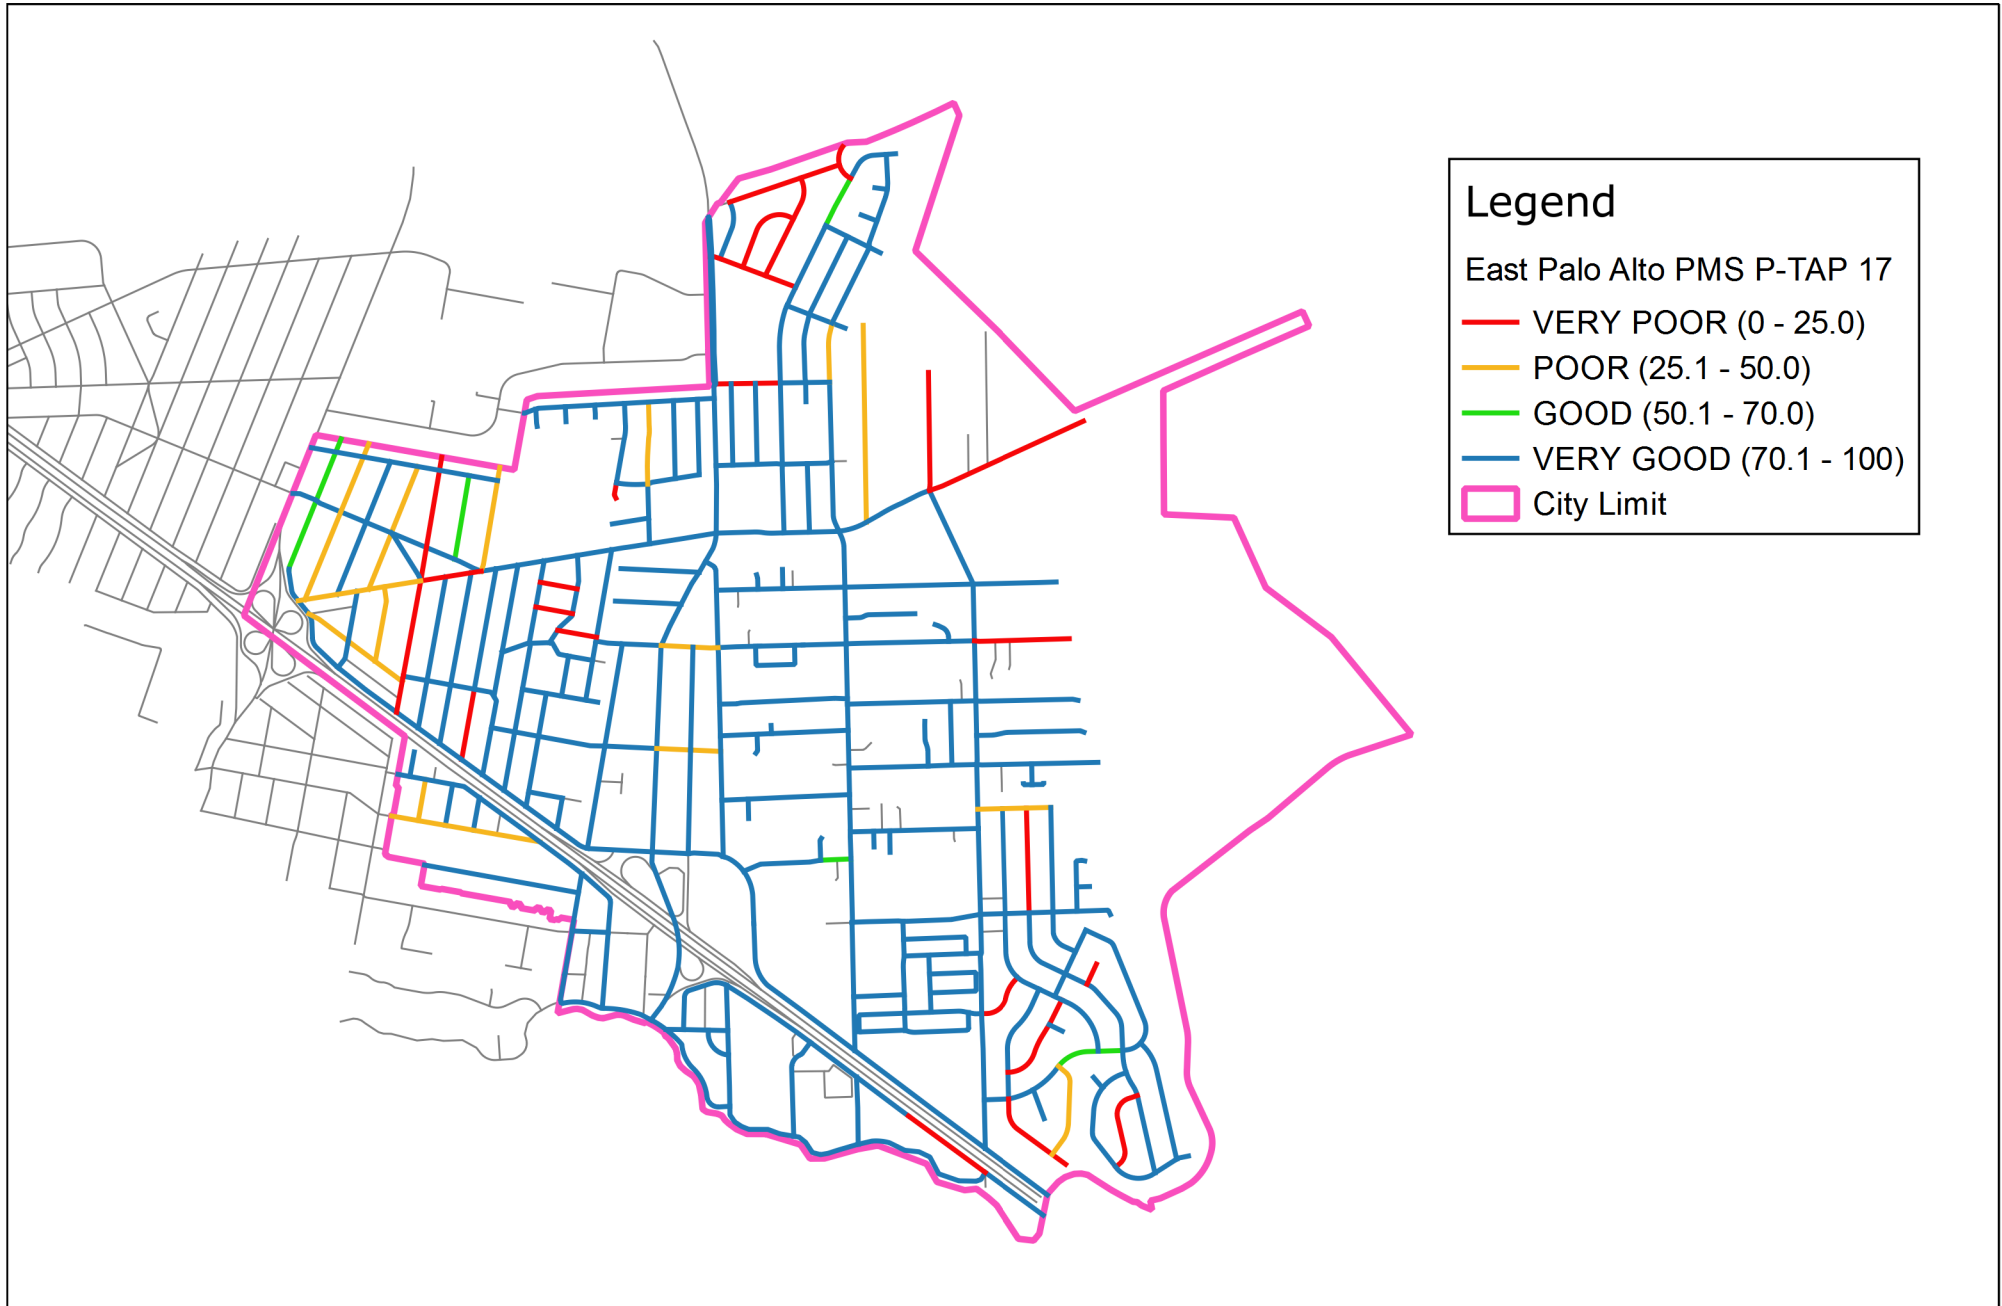 Legend
East Palo Alto PMS P-TAP 17
VERY POOR (0 - 25.0)
POOR (25.1 - 50.0)
GOOD (50.1 - 70.0)
VERY GOOD (70.1 - 100)
City Limit